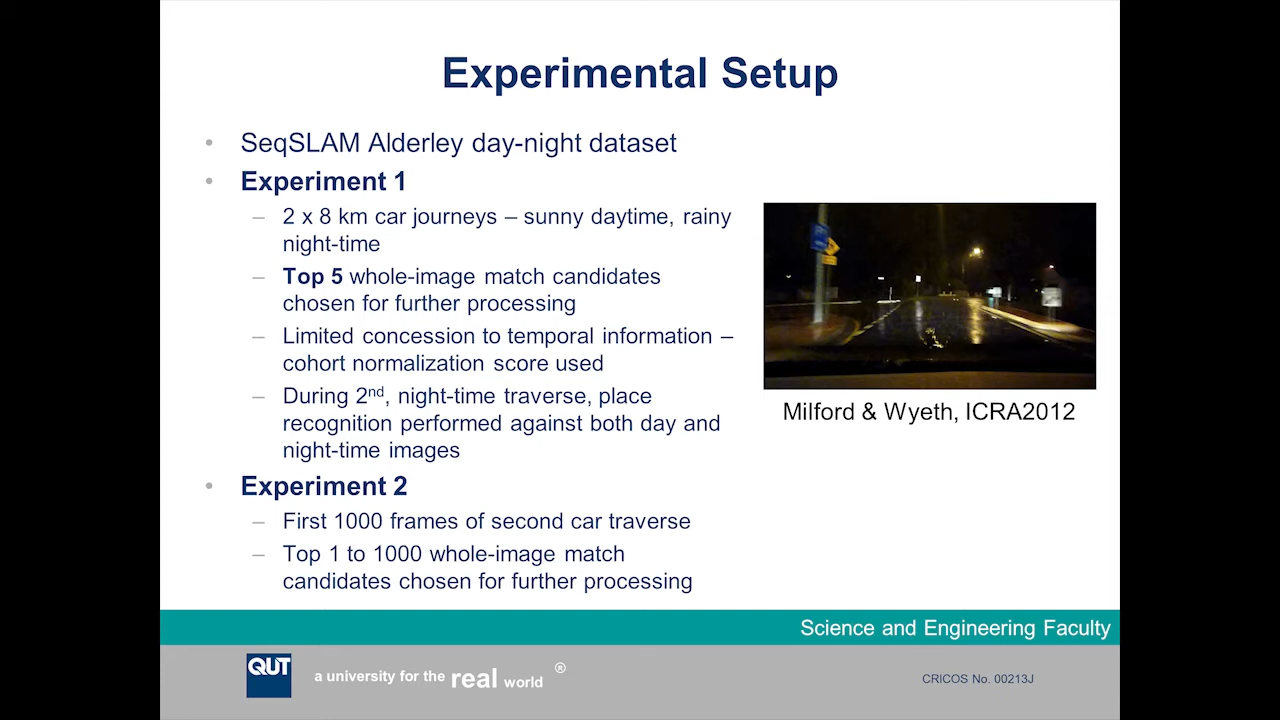 Experimental Setup
• SeqSLAM Alderley day-night dataset
• Experiment 1
– 2 x 8 km car journeys – sunny daytime, rainy
night-time
– Top 5 whole-image match candidates
chosen for further processing
– Limited concession to temporal information –
cohort normalization score used
– During 2nd, night-time traverse, place
recognition performed against both day and
night-time images
• Experiment 2
– First 1000 frames of second car traverse
– Top 1 to 1000 whole-image match
candidates chosen for further processing
Milford & Wyeth, ICRA2012
Science and Engineering Faculty
QUT
a university for the real world ®
CRICOS No. 00213J